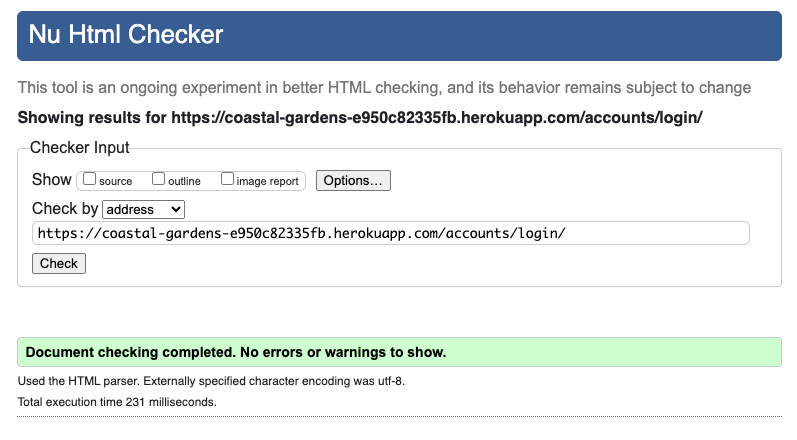 Nu Html Checker
This tool is an ongoing experiment in better HTML checking, and its behavior remains subject to change
Showing results for https://coastal-gardens-e950c82335fb.herokuapp.com/accounts/login/
Checker Input
Show source outline image report Options...
Check by address
https://coastal-gardens-e950c82335fb.herokuapp.com/accounts/login/
Check
Document checking completed. No errors or warnings to show.
Used the HTML parser. Externally specified character encoding was utf-8.
Total execution time 231 milliseconds.